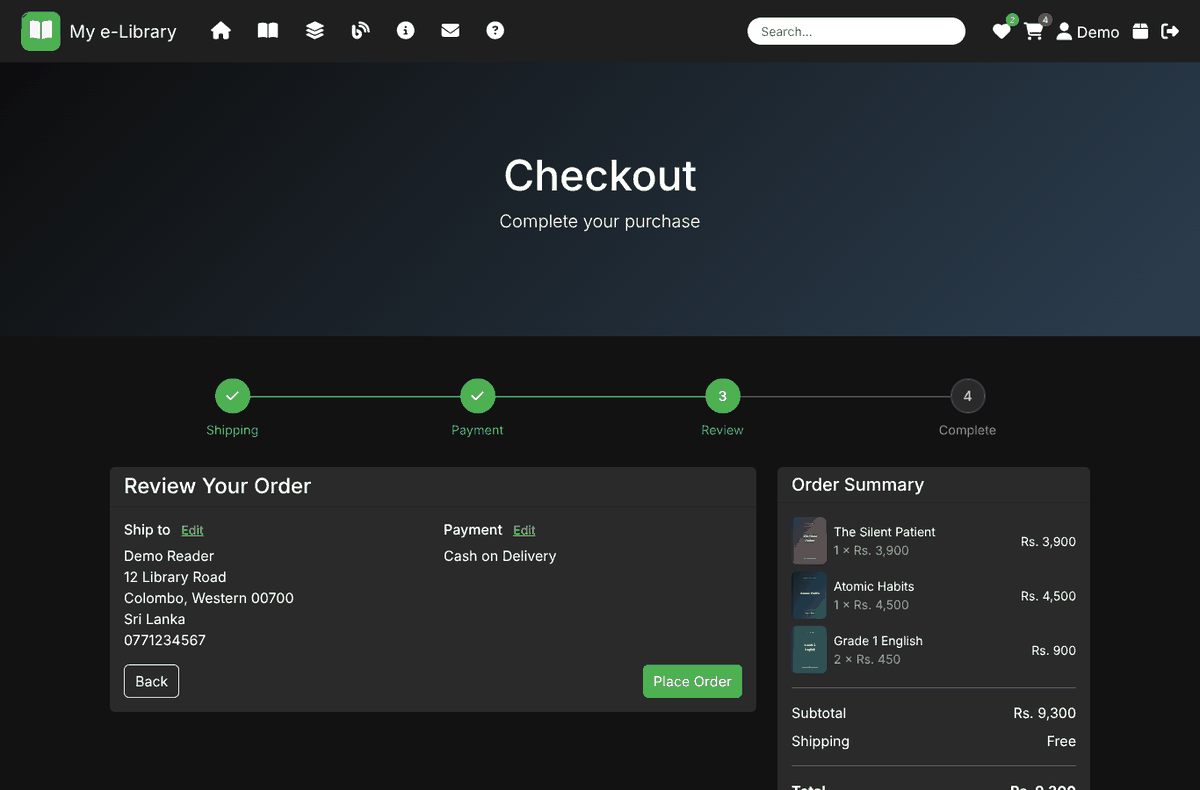 My e-Library
Search...
2
4
Demo
Checkout
Complete your purchase
3
4
Shipping
Payment
Review
Complete
Review Your Order
Ship to Edit
Demo Reader
12 Library Road
Colombo, Western 00700
Sri Lanka
0771234567
Payment Edit
Cash on Delivery
Back
Place Order
Order Summary
The Silent Patient
1 × Rs. 3,900
Rs. 3,900
Atomic Habits
1 × Rs. 4,500
Rs. 4,500
Grade 1 English
2 × Rs. 450
Rs. 900
Subtotal Rs. 9,300
Shipping Free
Total Rs. 9,300